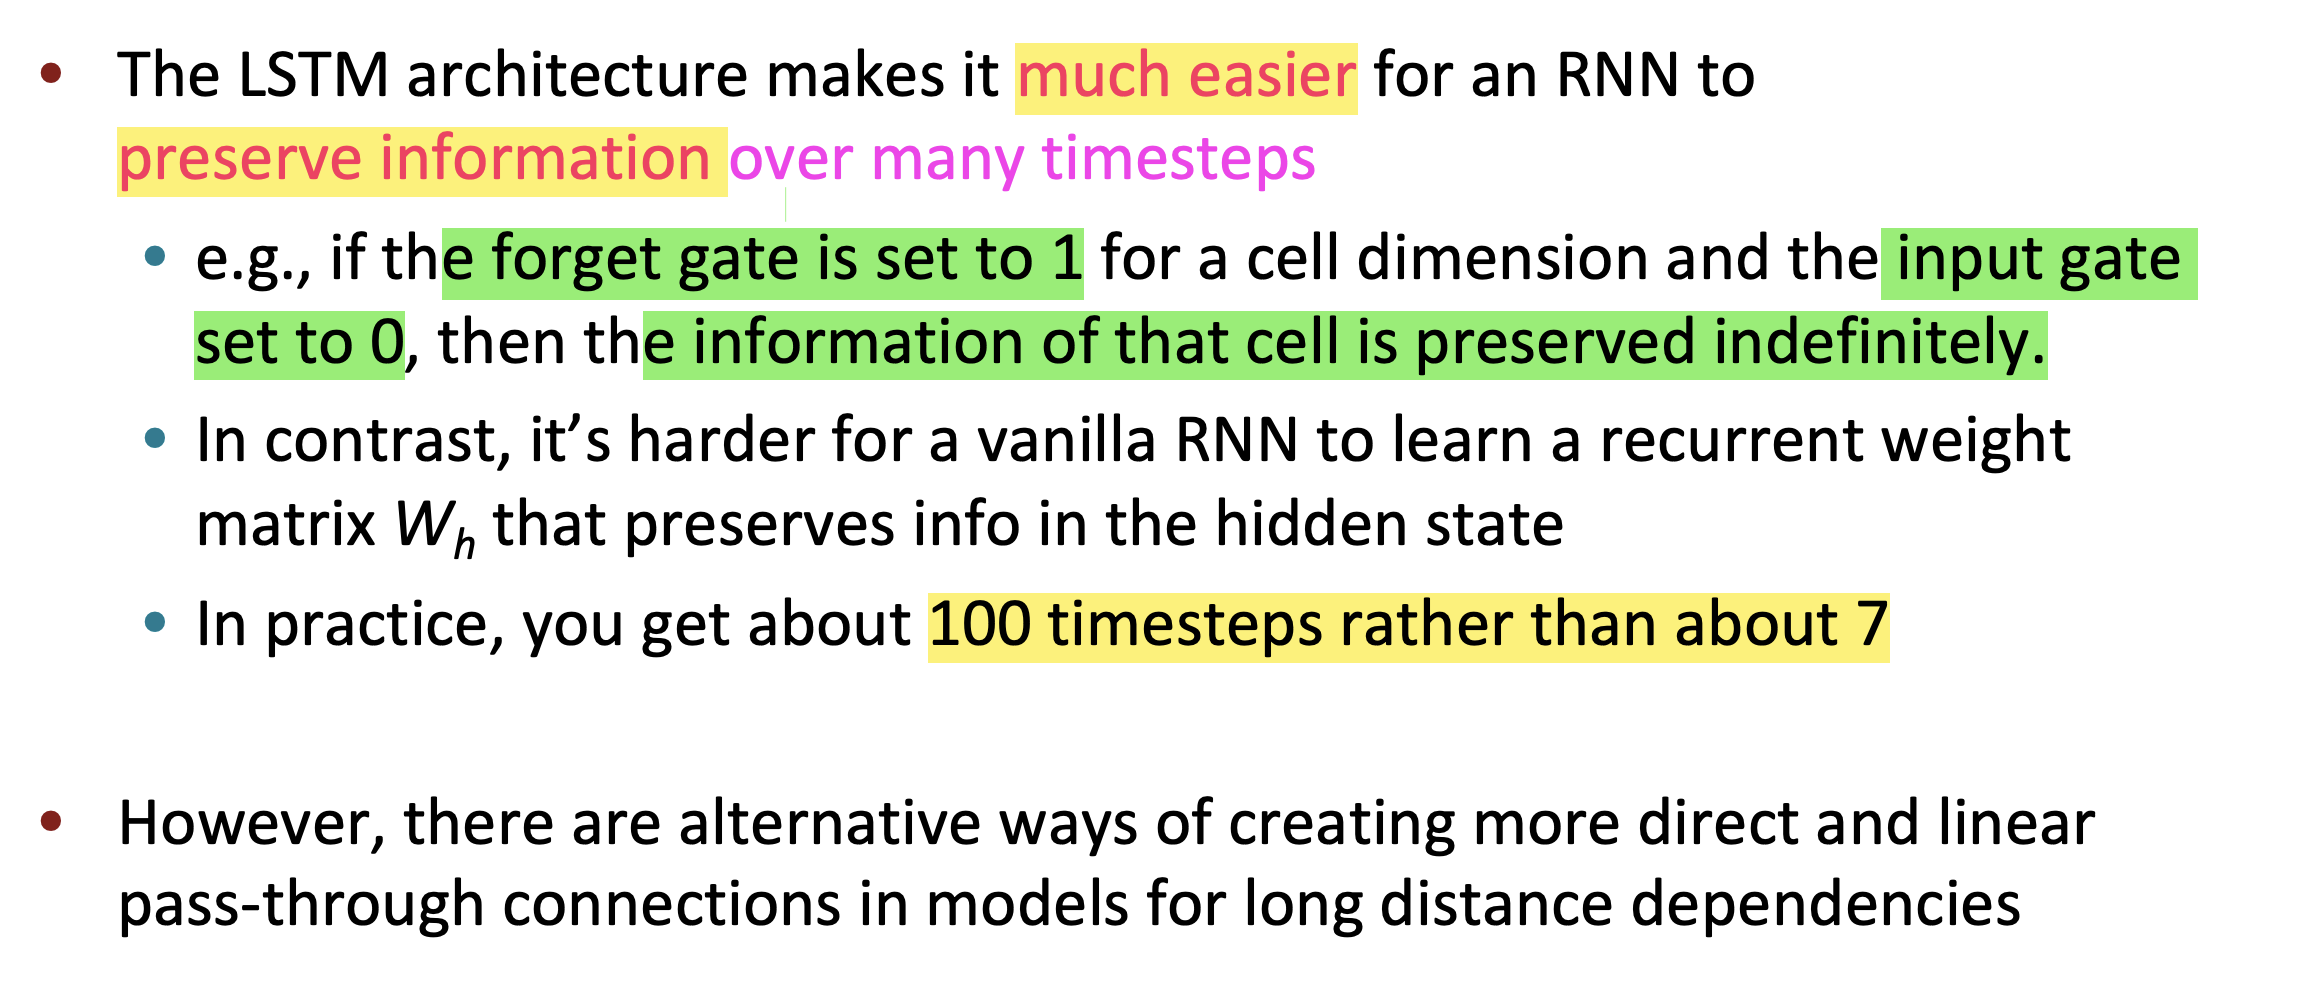 • The LSTM architecture makes it much easier for an RNN to
preserve information over many timesteps
• e.g., if the forget gate is set to 1 for a cell dimension and the input gate
set to 0, then the information of that cell is preserved indefinitely.
• In contrast, it’s harder for a vanilla RNN to learn a recurrent weight
matrix Wₕ that preserves info in the hidden state
• In practice, you get about 100 timesteps rather than about 7
• However, there are alternative ways of creating more direct and linear
pass-through connections in models for long distance dependencies